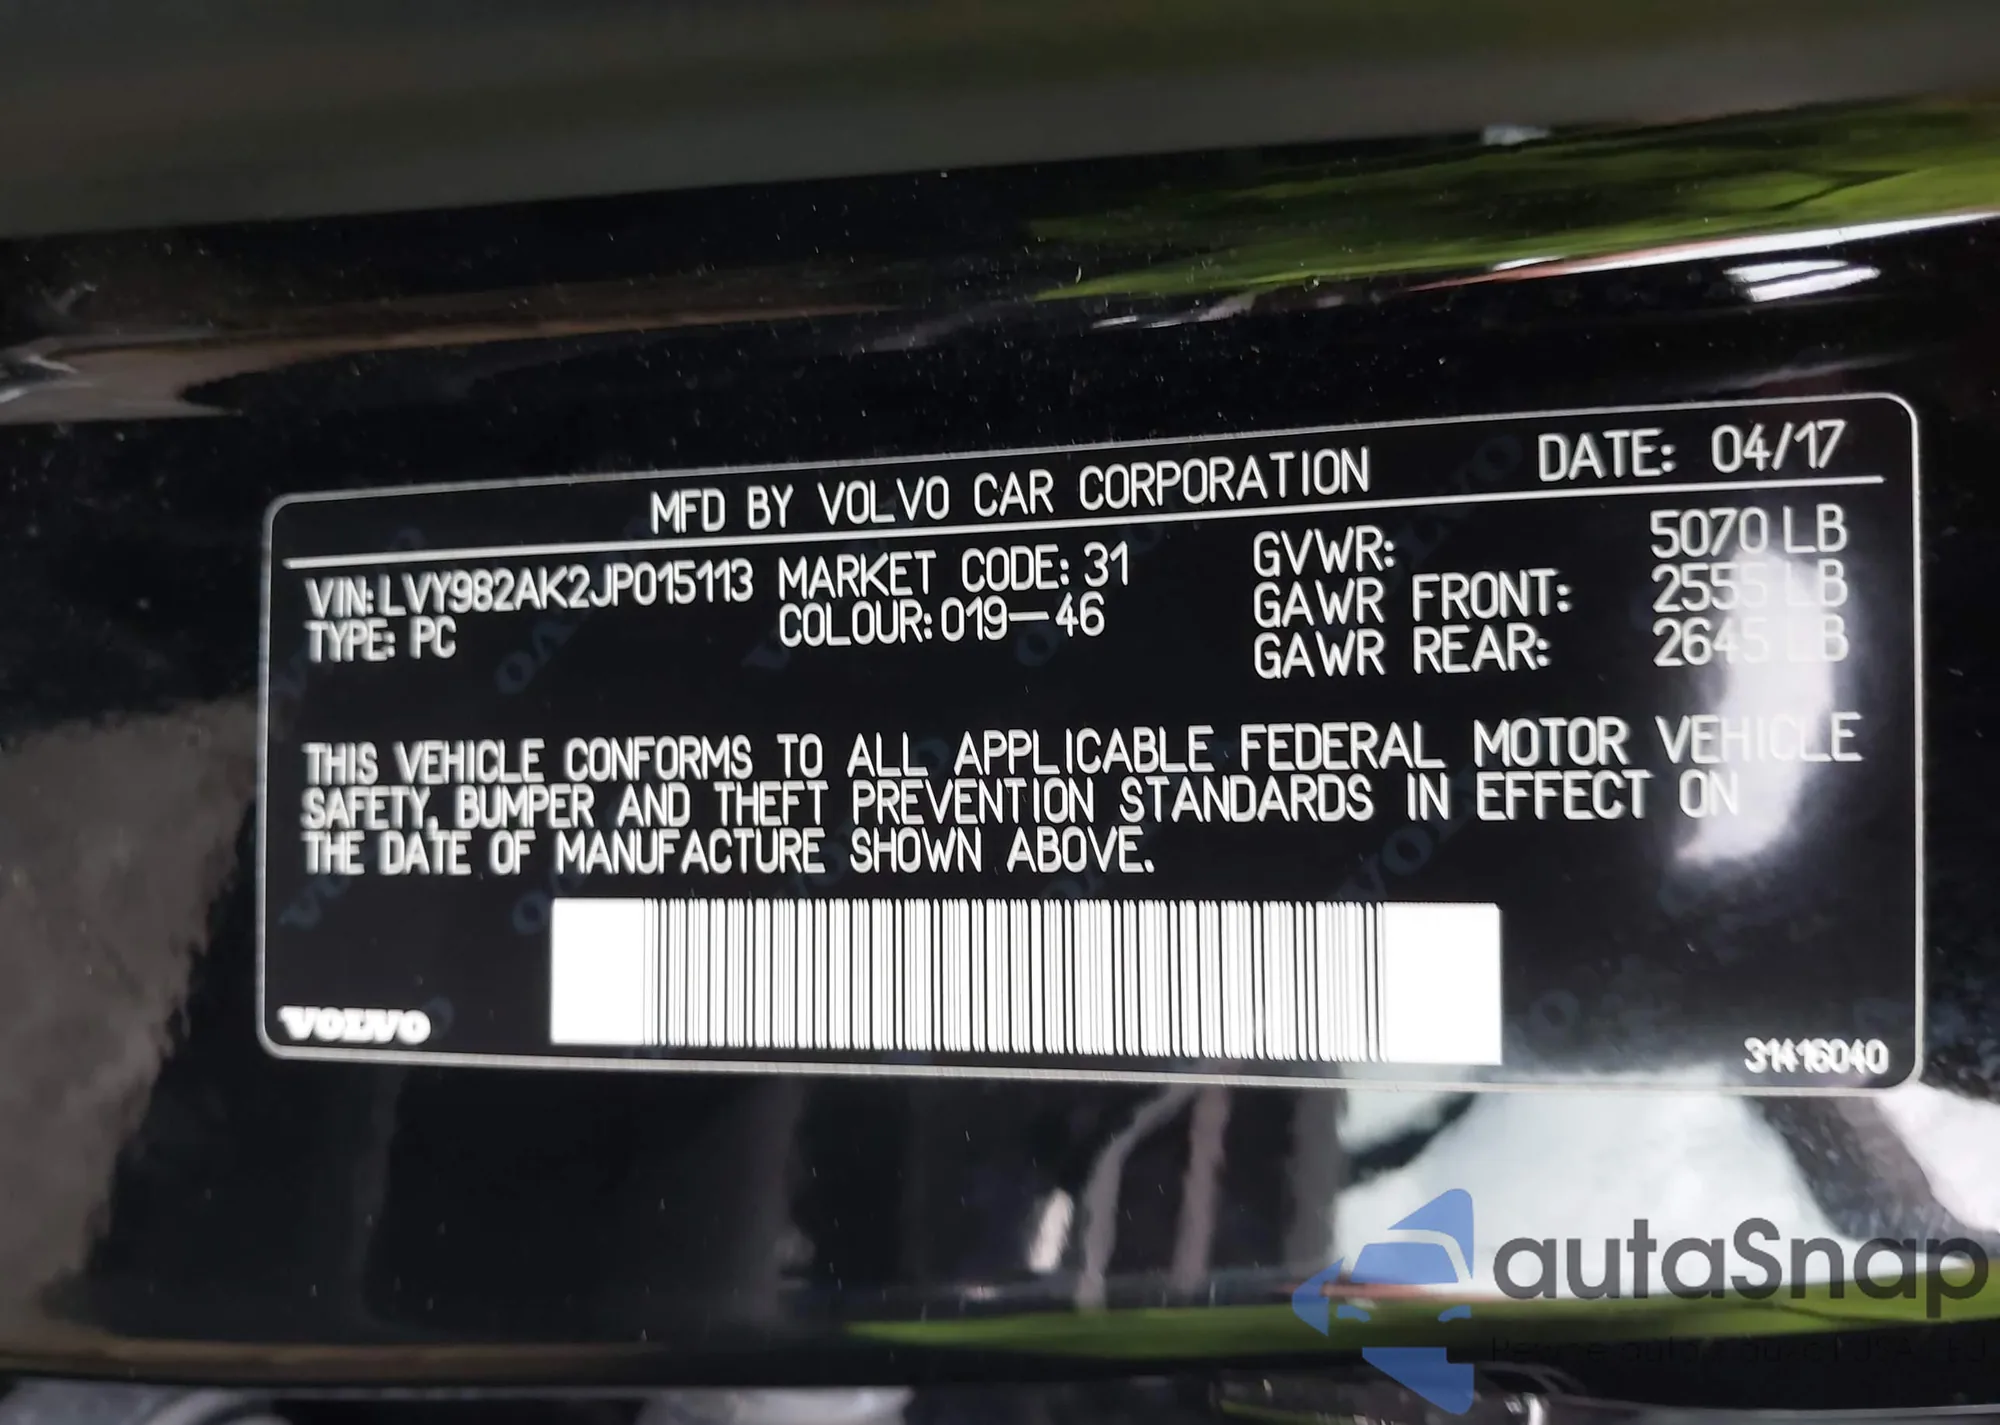 MFD BY VOLVO CAR CORPORATION DATE: 04/17
VIN: LVY982AK2JP015113 MARKET CODE: 31 GVWR: 5070 LB
TYPE: PC COLOUR: 019-46 GAWR FRONT: 2555 LB
GAWR REAR: 2645 LB
THIS VEHICLE CONFORMS TO ALL APPLICABLE FEDERAL MOTOR VEHICLE
SAFETY, BUMPER AND THEFT PREVENTION STANDARDS IN EFFECT ON
THE DATE OF MANUFACTURE SHOWN ABOVE.
VOLVO
31416040
autaSnap